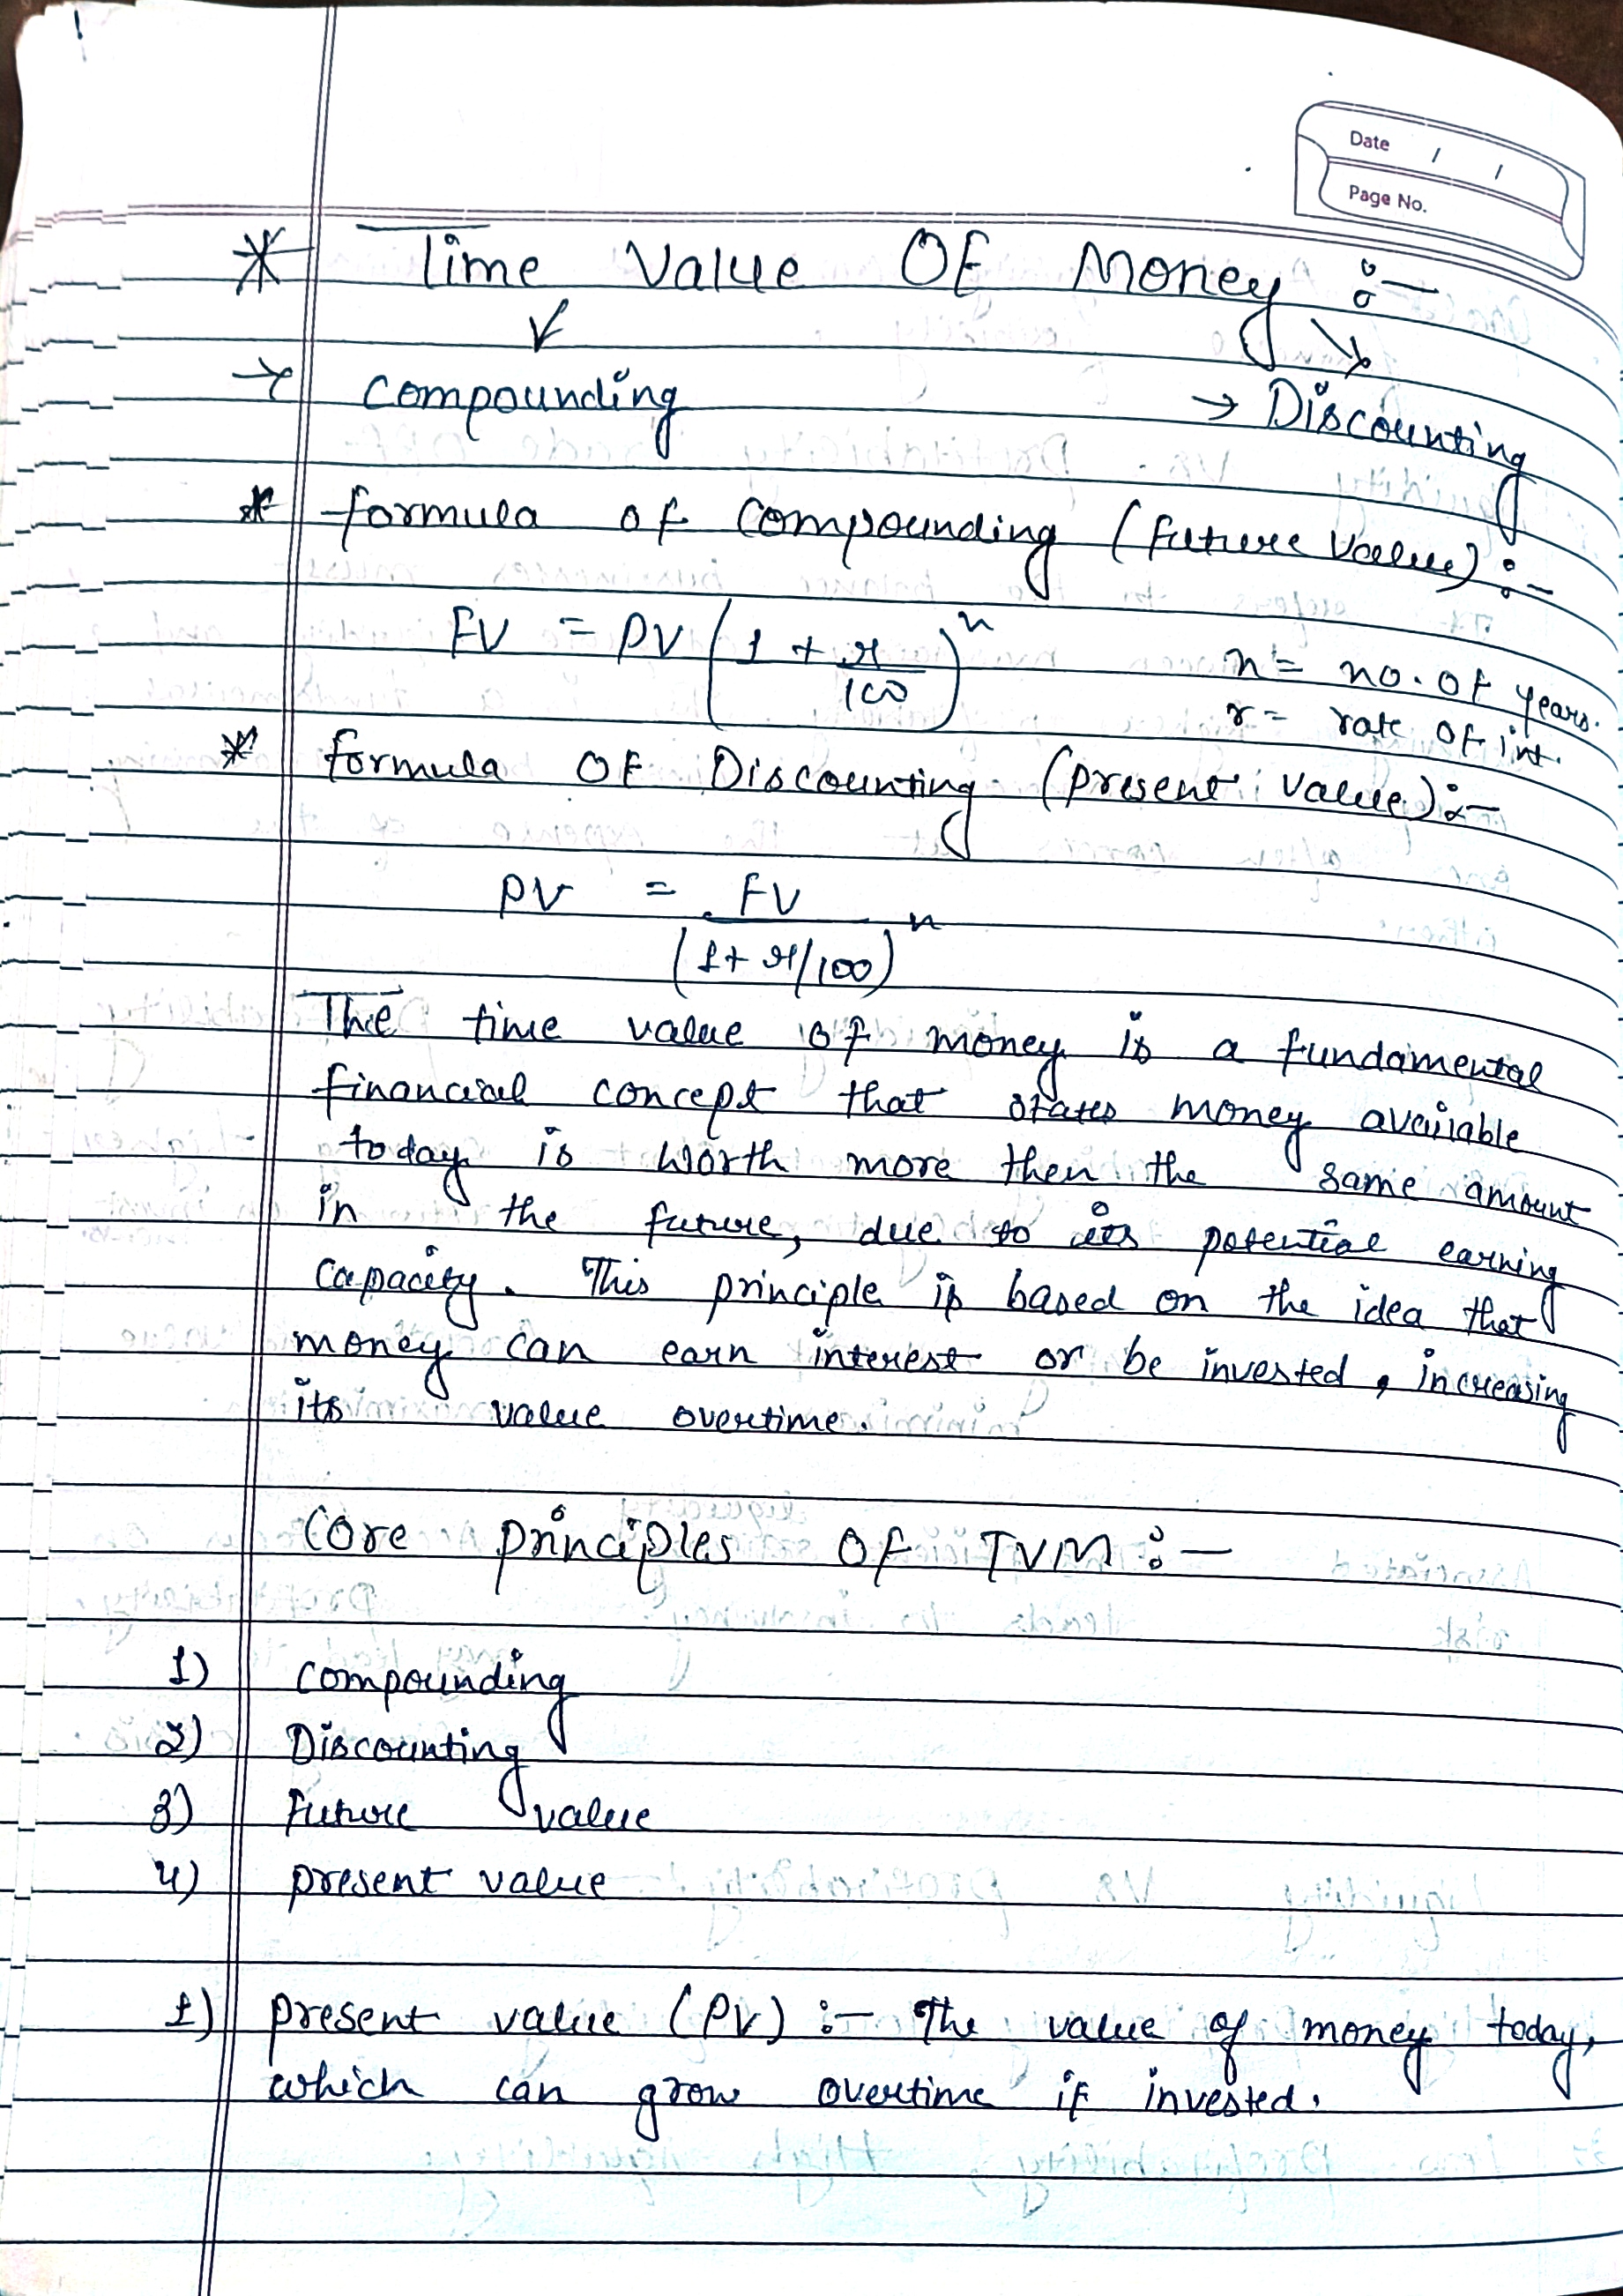 Date / /
Page No.
* Time Value OF Money :-
→ Compounding → Discounting
* formula of Compounding (future Value) :-
FV = PV (1 + r/100)^n
n = no. of years.
r = rate of int.
* formula OF Discounting (present value) :-
PV = FV / (1 + r/100)^n
The time value of money is a fundamental
financial concept that states money available
today is worth more then the same amount
in the future, due to its potential earning
capacity. This principle is based on the idea that
money can earn interest or be invested, increasing
its value overtime.
Core principles OF TVM :-
1) Compounding
2) Discounting
3) Future value
4) present value
1) present value (PV) :- The value of money today,
which can grow overtime if invested.